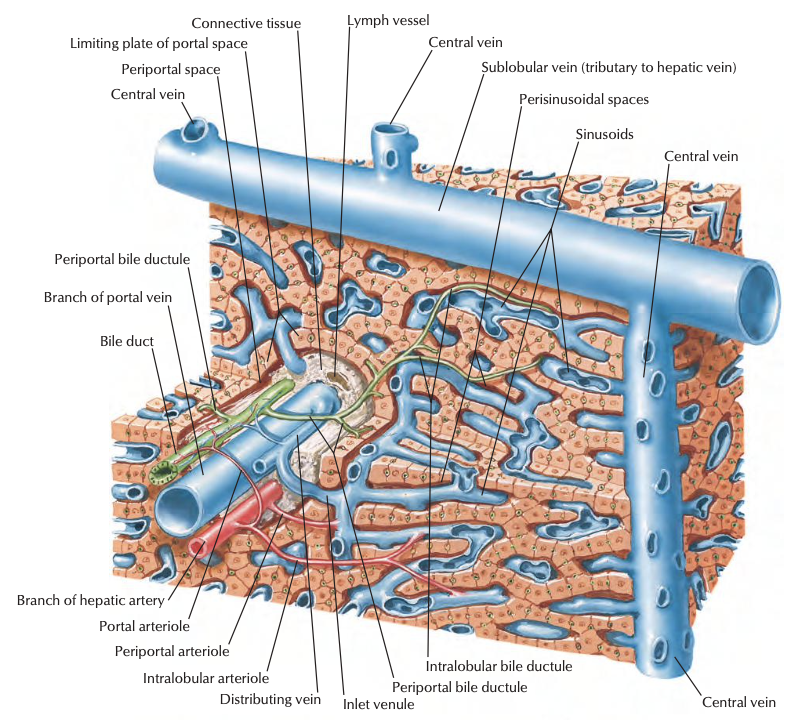 Connective tissue
Lymph vessel
Limiting plate of portal space
Central vein
Periportal space
Sublobular vein (tributary to hepatic vein)
Central vein
Perisinusoidal spaces
Sinusoids
Central vein
Periportal bile ductule
Branch of portal vein
Bile duct
Branch of hepatic artery
Portal arteriole
Periportal arteriole
Intralobular arteriole
Distributing vein
Inlet venule
Periportal bile ductule
Intralobular bile ductule
Central vein